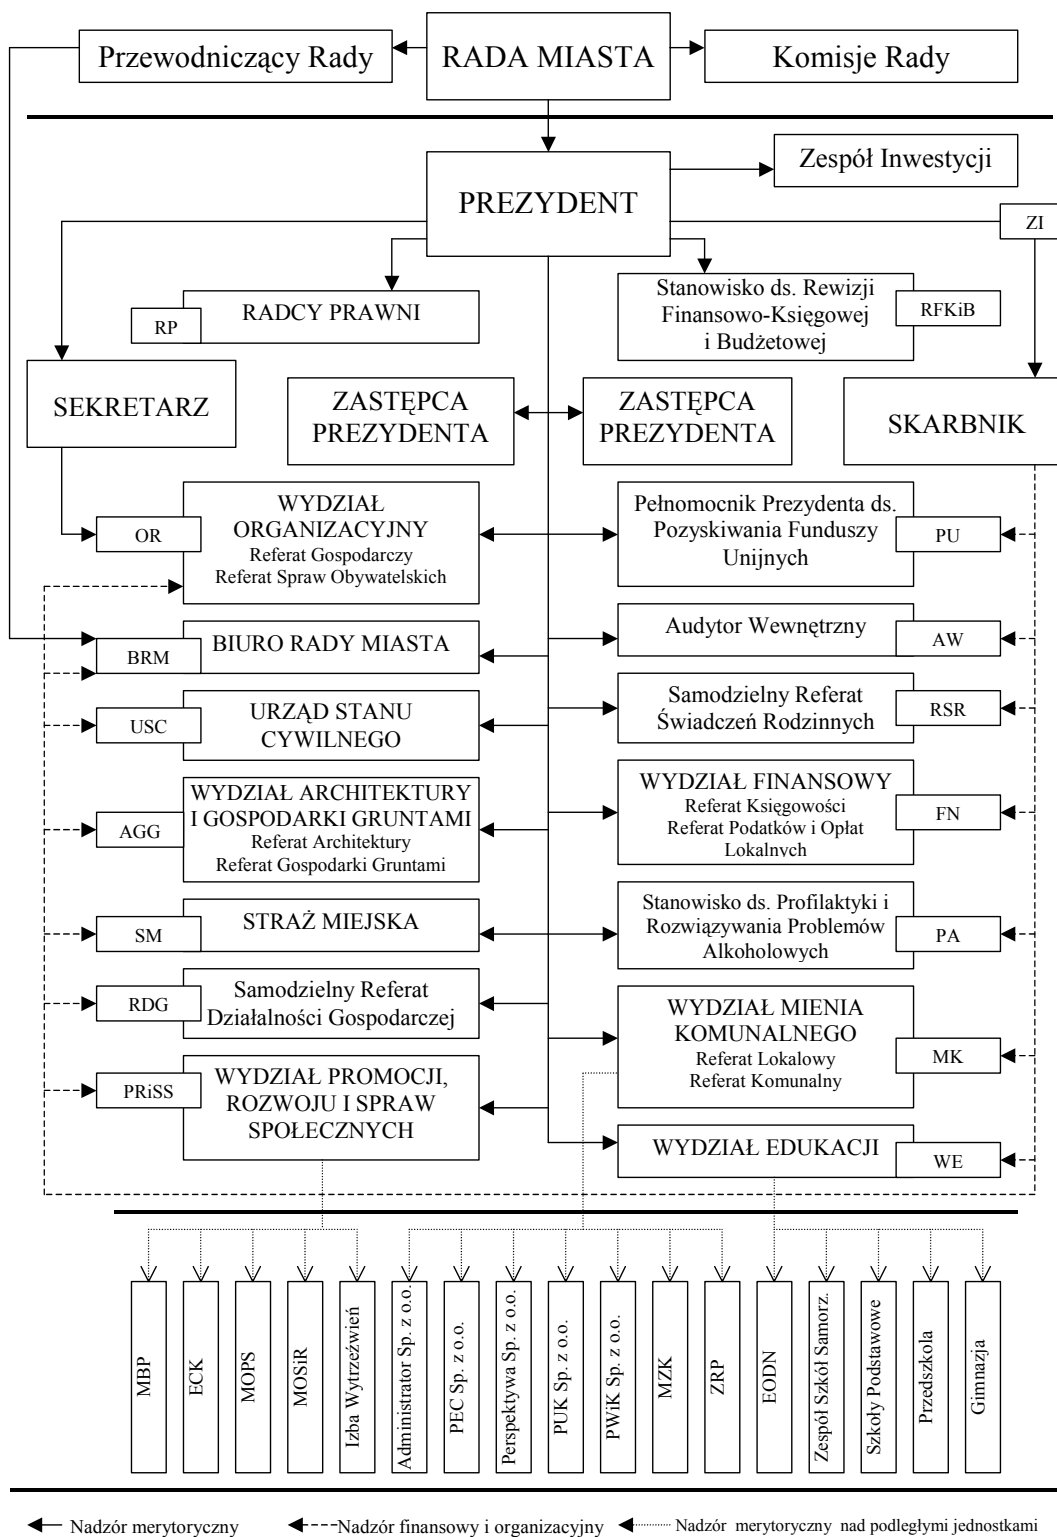 Przewodniczący Rady
RADA MIASTA
Komisje Rady
PREZYDENT
Zespół Inwestycji
ZI
RADCY PRAWNI
RP
Stanowisko ds. Rewizji
Finansowo-Księgowej
i Budżetowej
RFKiB
SEKRETARZ
ZASTĘPCA
PREZYDENTA
ZASTĘPCA
PREZYDENTA
SKARBNIK
WYDZIAŁ
ORGANIZACYJNY
Referat Gospodarczy
Referat Spraw Obywatelskich
OR
Pełnomocnik Prezydenta ds.
Pozyskiwania Funduszy
Unijnych
PU
BIURO RADY MIASTA
BRM
Audytor Wewnętrzny
AW
URZĄD STANU
CYWILNEGO
USC
Samodzielny Referat
Świadczeń Rodzinnych
RSR
WYDZIAŁ ARCHITEKTURY
I GOSPODARKI GRUNTAMI
Referat Architektury
Referat Gospodarki Gruntami
AGG
WYDZIAŁ FINANSOWY
Referat Księgowości
Referat Podatków i Opłat
Lokalnych
FN
STRAŻ MIEJSKA
SM
Stanowisko ds. Profilaktyki i
Rozwiązywania Problemów
Alkoholowych
PA
Samodzielny Referat
Działalności Gospodarczej
RDG
WYDZIAŁ MIENIA
KOMUNALNEGO
Referat Lokalowy
Referat Komunalny
MK
WYDZIAŁ PROMOCJI,
ROZWOJU I SPRAW
SPOŁECZNYCH
PRiSS
WYDZIAŁ EDUKACJI
WE
MBP
ECK
MOPS
MOSiR
Izba Wytrzeźwień
Administrator Sp. z o.o.
PEC Sp. z o.o.
Perspektywa Sp. z o.o.
PUK Sp. z o.o.
PWiK Sp. z o.o.
MZK
ZRP
EODN
Zespół Szkół Samorz.
Szkoły Podstawowe
Przedszkola
Gimnazja
Nadzór merytoryczny
Nadzór finansowy i organizacyjny
Nadzór merytoryczny nad podległymi jednostkami